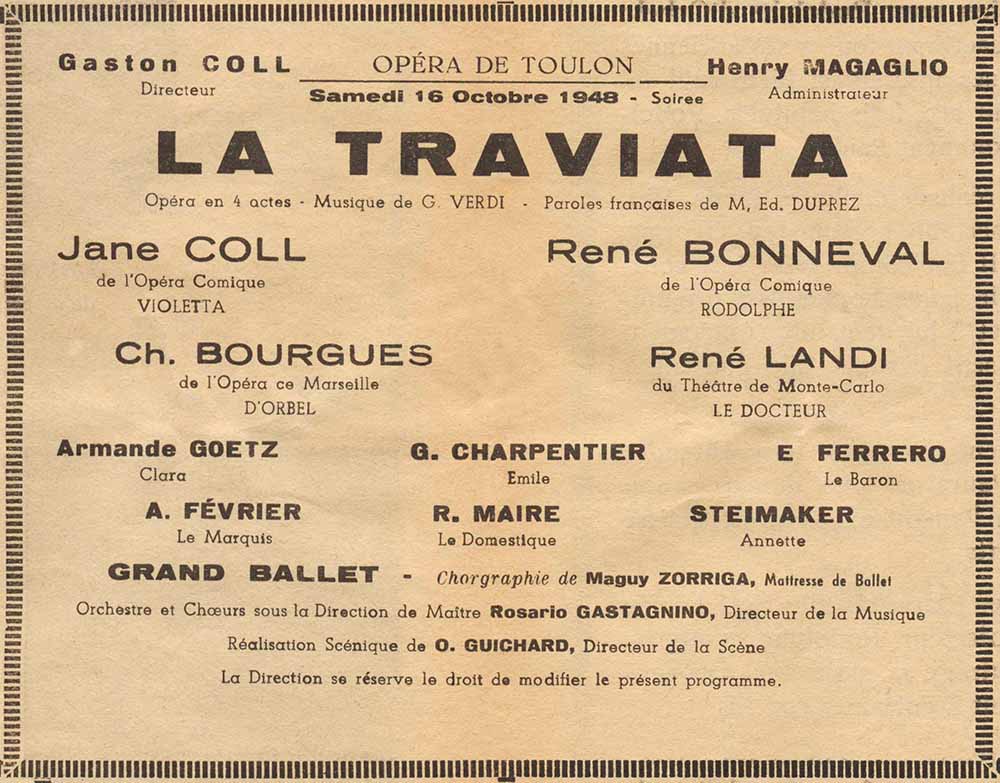 Gaston COLL
Directeur
OPÉRA DE TOULON
Samedi 16 Octobre 1948 - Soiree
Henry MAGAGLIO
Administrateur
LA TRAVIATA
Opéra en 4 actes - Musique de G. VERDI - Paroles françaises de M, Ed. DUPREZ
Jane COLL
de l'Opéra Comique
VIOLETTA
René BONNEVAL
de l'Opéra Comique
RODOLPHE
Ch. BOURGUES
de l'Opéra ce Marseille
D'ORBEL
René LANDI
du Théâtre de Monte-Carlo
LE DOCTEUR
Armande GOETZ
Clara
G. CHARPENTIER
Emile
E FERRERO
Le Baron
A. FÉVRIER
Le Marquis
R. MAIRE
Le Domestique
STEIMAKER
Annette
GRAND BALLET - Chorgraphie de Maguy ZORRIGA, Maîtresse de Ballet
Orchestre et Chœurs sous la Direction de Maître Rosario GASTAGNINO, Directeur de la Musique
Réalisation Scénique de O. GUICHARD, Directeur de la Scène
La Direction se réserve le droit de modifier le présent programme.